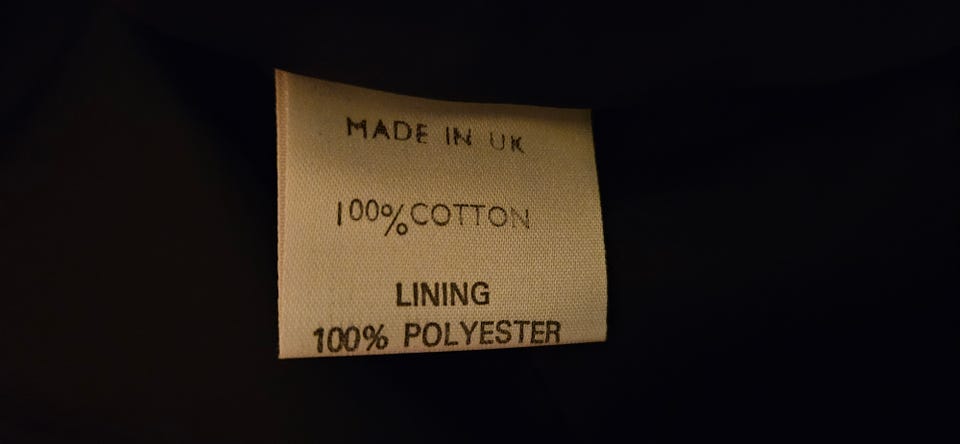 MADE IN UK
100% COTTON
LINING
100% POLYESTER